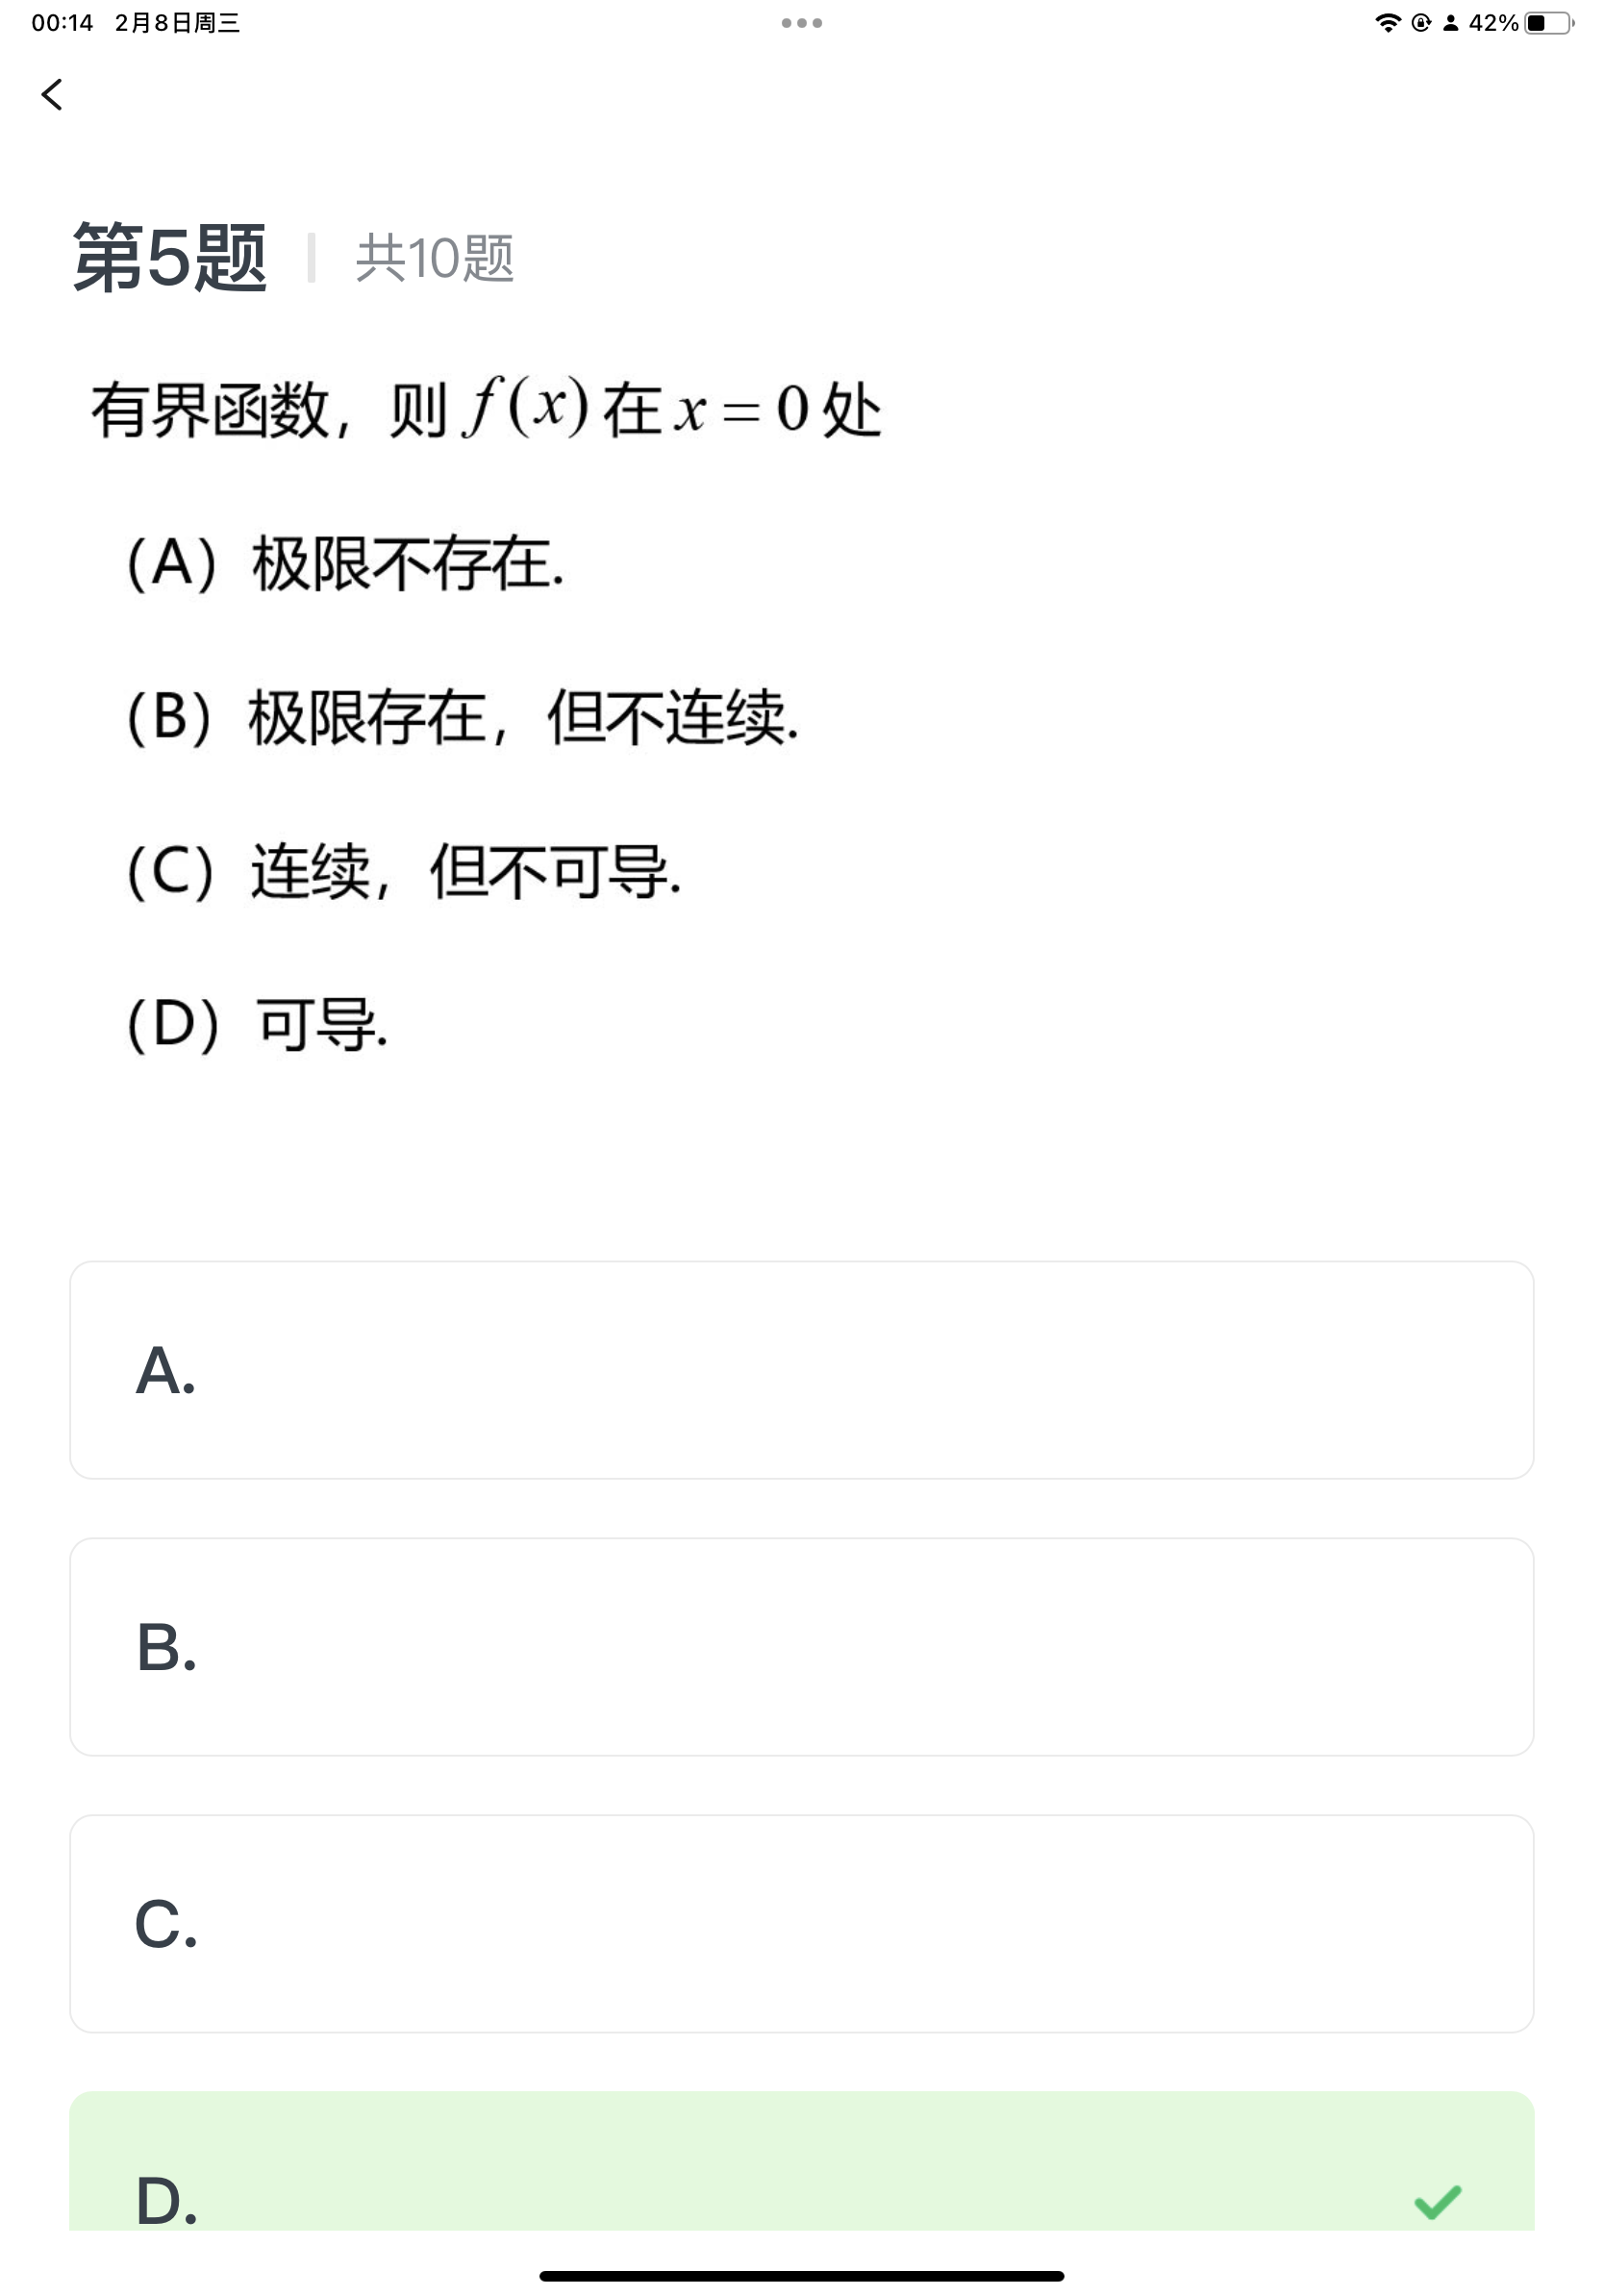 00:14 2月8日周三
42%
第5题 共10题
有界函数，则 f(x) 在 x = 0 处
（A）极限不存在.
（B）极限存在，但不连续.
（C）连续，但不可导.
（D）可导.
A.
B.
C.
D.